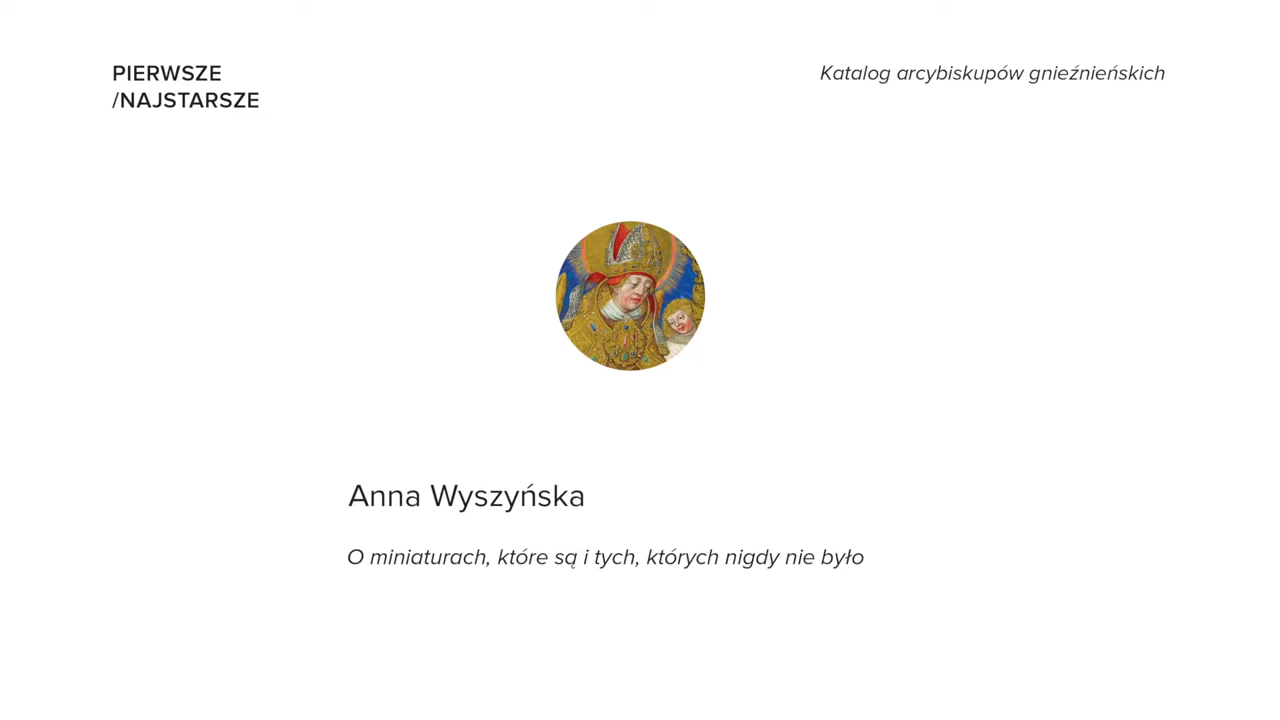 PIERWSZE
/NAJSTARSZE
Katalog arcybiskupów gnieźnieńskich
Anna Wyszyńska
O miniaturach, które są i tych, których nigdy nie było